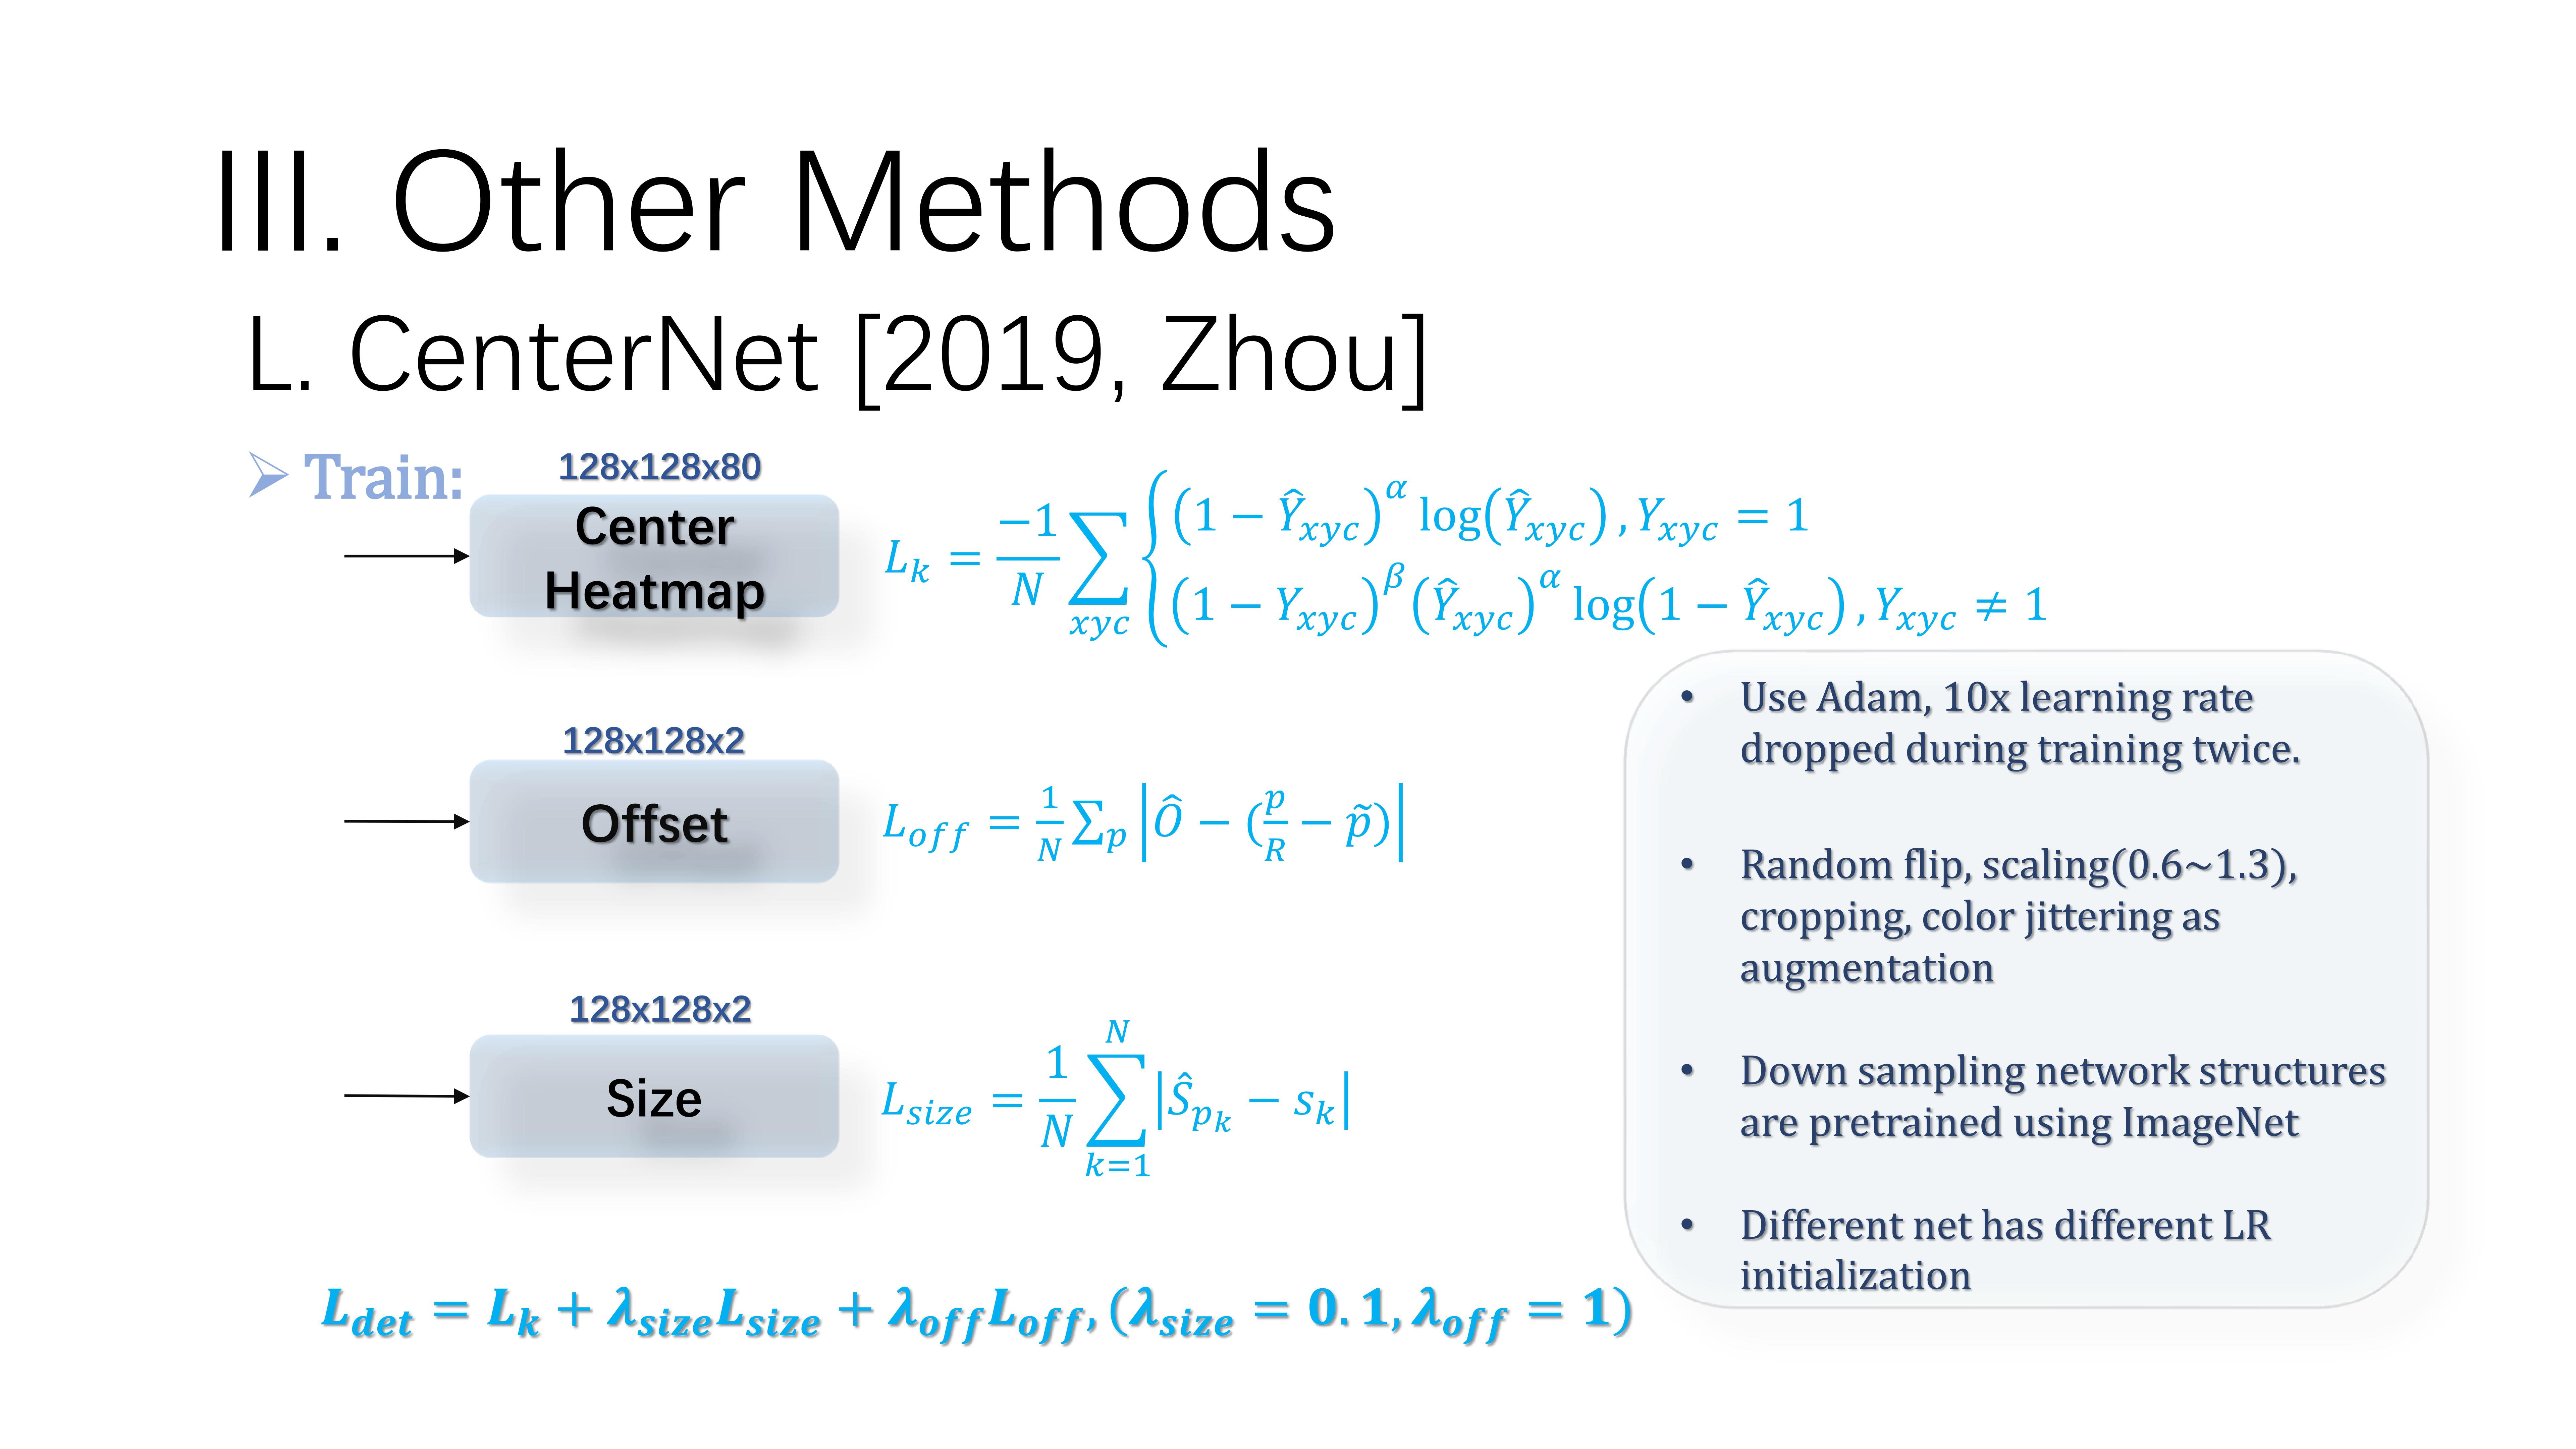 III. Other Methods
L. CenterNet [2019, Zhou]
➢ Train:
128x128x80
Center
Heatmap
L_k = \frac{-1}{N} \sum_{xyc} \begin{cases} (1 - \hat{Y}_{xyc})^{\alpha} \log(\hat{Y}_{xyc}), Y_{xyc} = 1 \\ (1 - Y_{xyc})^{\beta} (\hat{Y}_{xyc})^{\alpha} \log(1 - \hat{Y}_{xyc}), Y_{xyc} \neq 1 \end{cases}
128x128x2
Offset
L_{off} = \frac{1}{N} \sum_p \left| \hat{O} - (\frac{p}{R} - \tilde{p}) \right|
128x128x2
Size
L_{size} = \frac{1}{N} \sum_{k=1}^{N} \left| \hat{S}_{p_k} - s_k \right|
L_{det} = L_k + λ_{size}L_{size} + λ_{off}L_{off}, (λ_{size} = 0.1, λ_{off} = 1)
• Use Adam, 10x learning rate
dropped during training twice.
• Random flip, scaling(0.6~1.3),
cropping, color jittering as
augmentation
• Down sampling network structures
are pretrained using ImageNet
• Different net has different LR
initialization